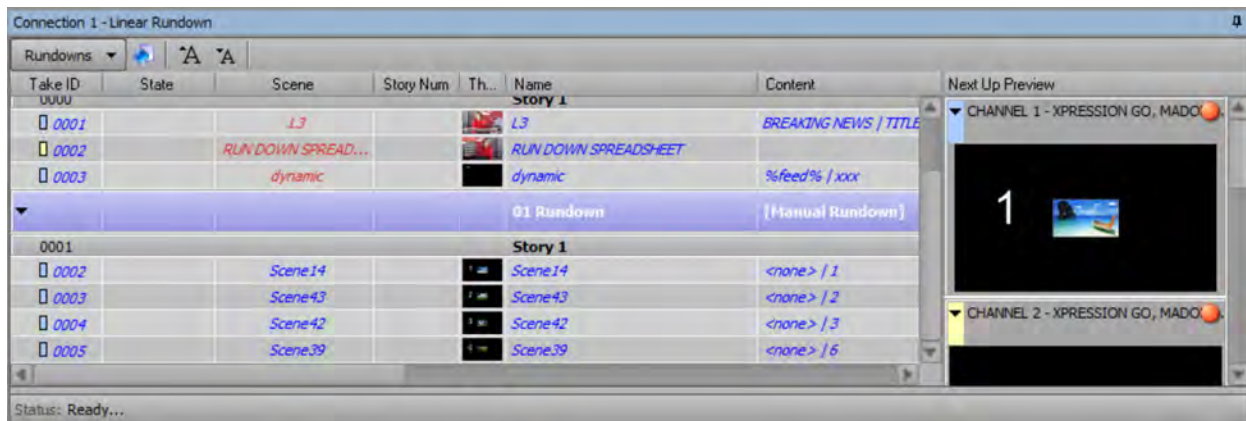 Connection 1 - Linear Rundown
Rundowns A A
Take ID State Scene Story Num Th... Name Content Next Up Preview
0000 Story 1
0001 L3 L3 BREAKING NEWS | TITLE
0002 RUN DOWN SPREAD... RUN DOWN SPREADSHEET
0003 dynamic dynamic %feed% | xxx
01 Rundown [Manual Rundown]
0001 Story 1
0002 Scene14 Scene14 <none> | 1
0003 Scene43 Scene43 <none> | 2
0004 Scene42 Scene42 <none> | 3
0005 Scene39 Scene39 <none> | 6
CHANNEL 1 - XPRESSION GO,
1
CHANNEL 2 - XPRESSION GO,
Status: Ready...